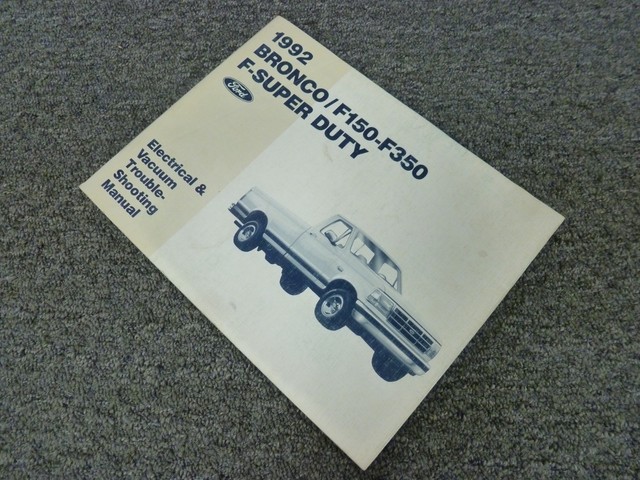 1992
BRONCO/F150-F350
F-SUPER DUTY
Ford
Electrical &
Vacuum
Trouble-
Shooting
Manual